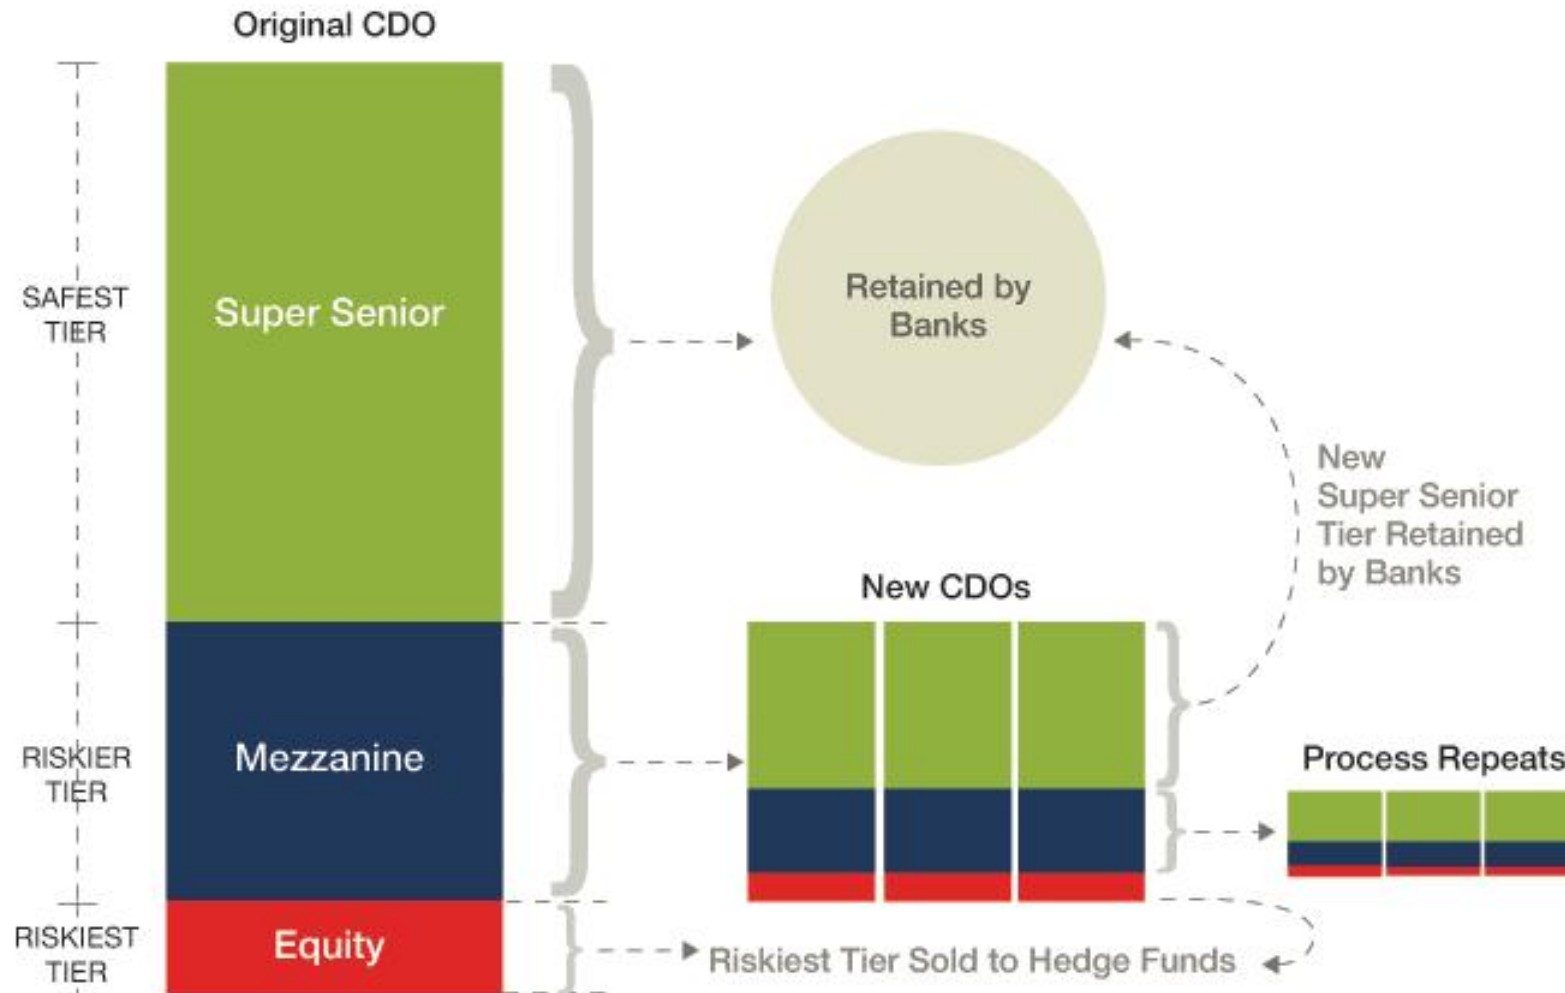 Original CDO
SAFEST
TIER
Super Senior
Retained by
Banks
New
Super Senior
Tier Retained
by Banks
New CDOs
RISKIER
TIER
Mezzanine
Process Repeats
RISKIEST
TIER
Equity
Riskiest Tier Sold to Hedge Funds